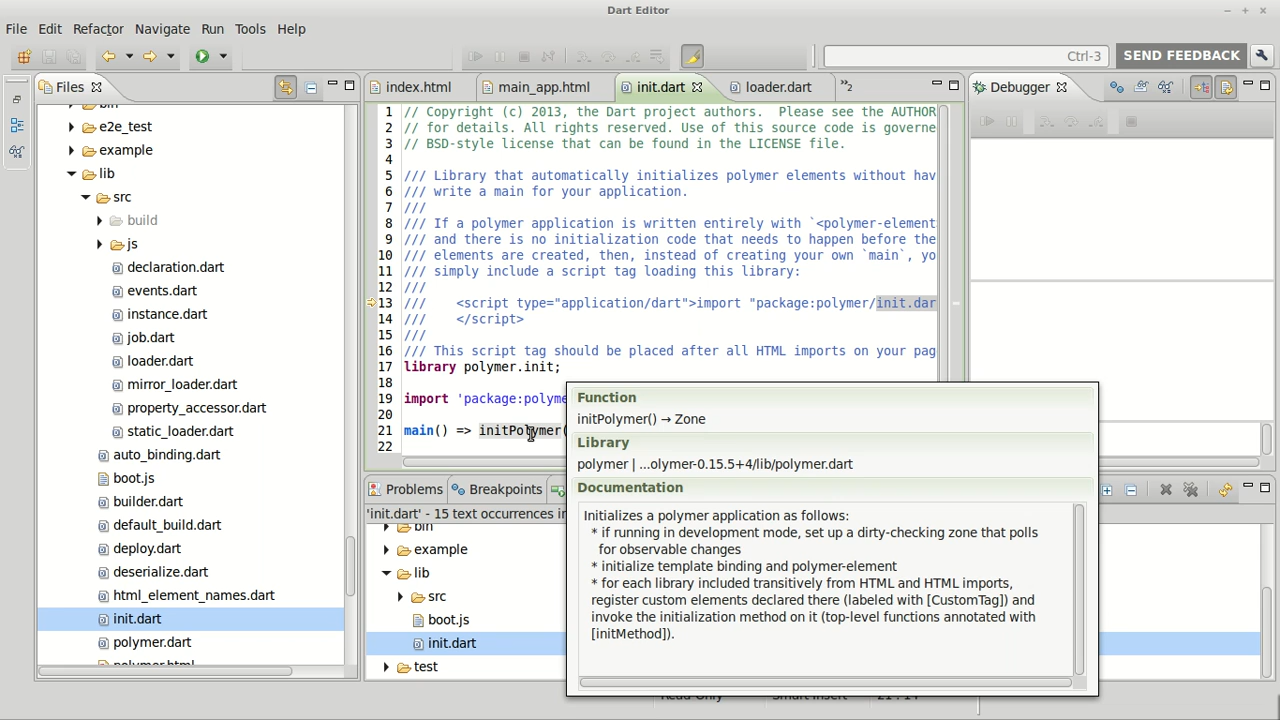 Dart Editor
File Edit Refactor Navigate Run Tools Help
Ctrl-3
SEND FEEDBACK
Files
bin
e2e_test
example
lib
src
build
js
declaration.dart
events.dart
instance.dart
job.dart
loader.dart
mirror_loader.dart
property_accessor.dart
static_loader.dart
auto_binding.dart
boot.js
builder.dart
default_build.dart
deploy.dart
deserialize.dart
html_element_names.dart
init.dart
polymer.dart
polymer.html
index.html main_app.html init.dart loader.dart »2
1 // Copyright (c) 2013, the Dart project authors.  Please see the AUTHOR
2 // for details. All rights reserved. Use of this source code is governe
3 // BSD-style license that can be found in the LICENSE file.
4
5 /// Library that automatically initializes polymer elements without hav
6 /// write a main for your application.
7 ///
8 /// If a polymer application is written entirely with `<polymer-element
9 /// and there is no initialization code that needs to happen before the
10 /// elements are created, then, instead of creating your own `main`, yo
11 /// simply include a script tag loading this library:
12 ///
13 ///    <script type="application/dart">import "package:polymer/init.dar
14 ///    </script>
15 ///
16 /// This script tag should be placed after all HTML imports on your pag
17 library polymer.init;
18
19 import 'package:polyme
20
21 main() => initPolymer(
22
Debugger
Function
initPolymer() → Zone
Library
polymer | ...olymer-0.15.5+4/lib/polymer.dart
Documentation
Initializes a polymer application as follows:
* if running in development mode, set up a dirty-checking zone that polls
for observable changes
* initialize template binding and polymer-element
* for each library included transitively from HTML and HTML imports,
register custom elements declared there (labeled with [CustomTag]) and
invoke the initialization method on it (top-level functions annotated with
[initMethod]).
Problems Breakpoints
'init.dart' - 15 text occurrences in
bin
example
lib
src
boot.js
init.dart
test